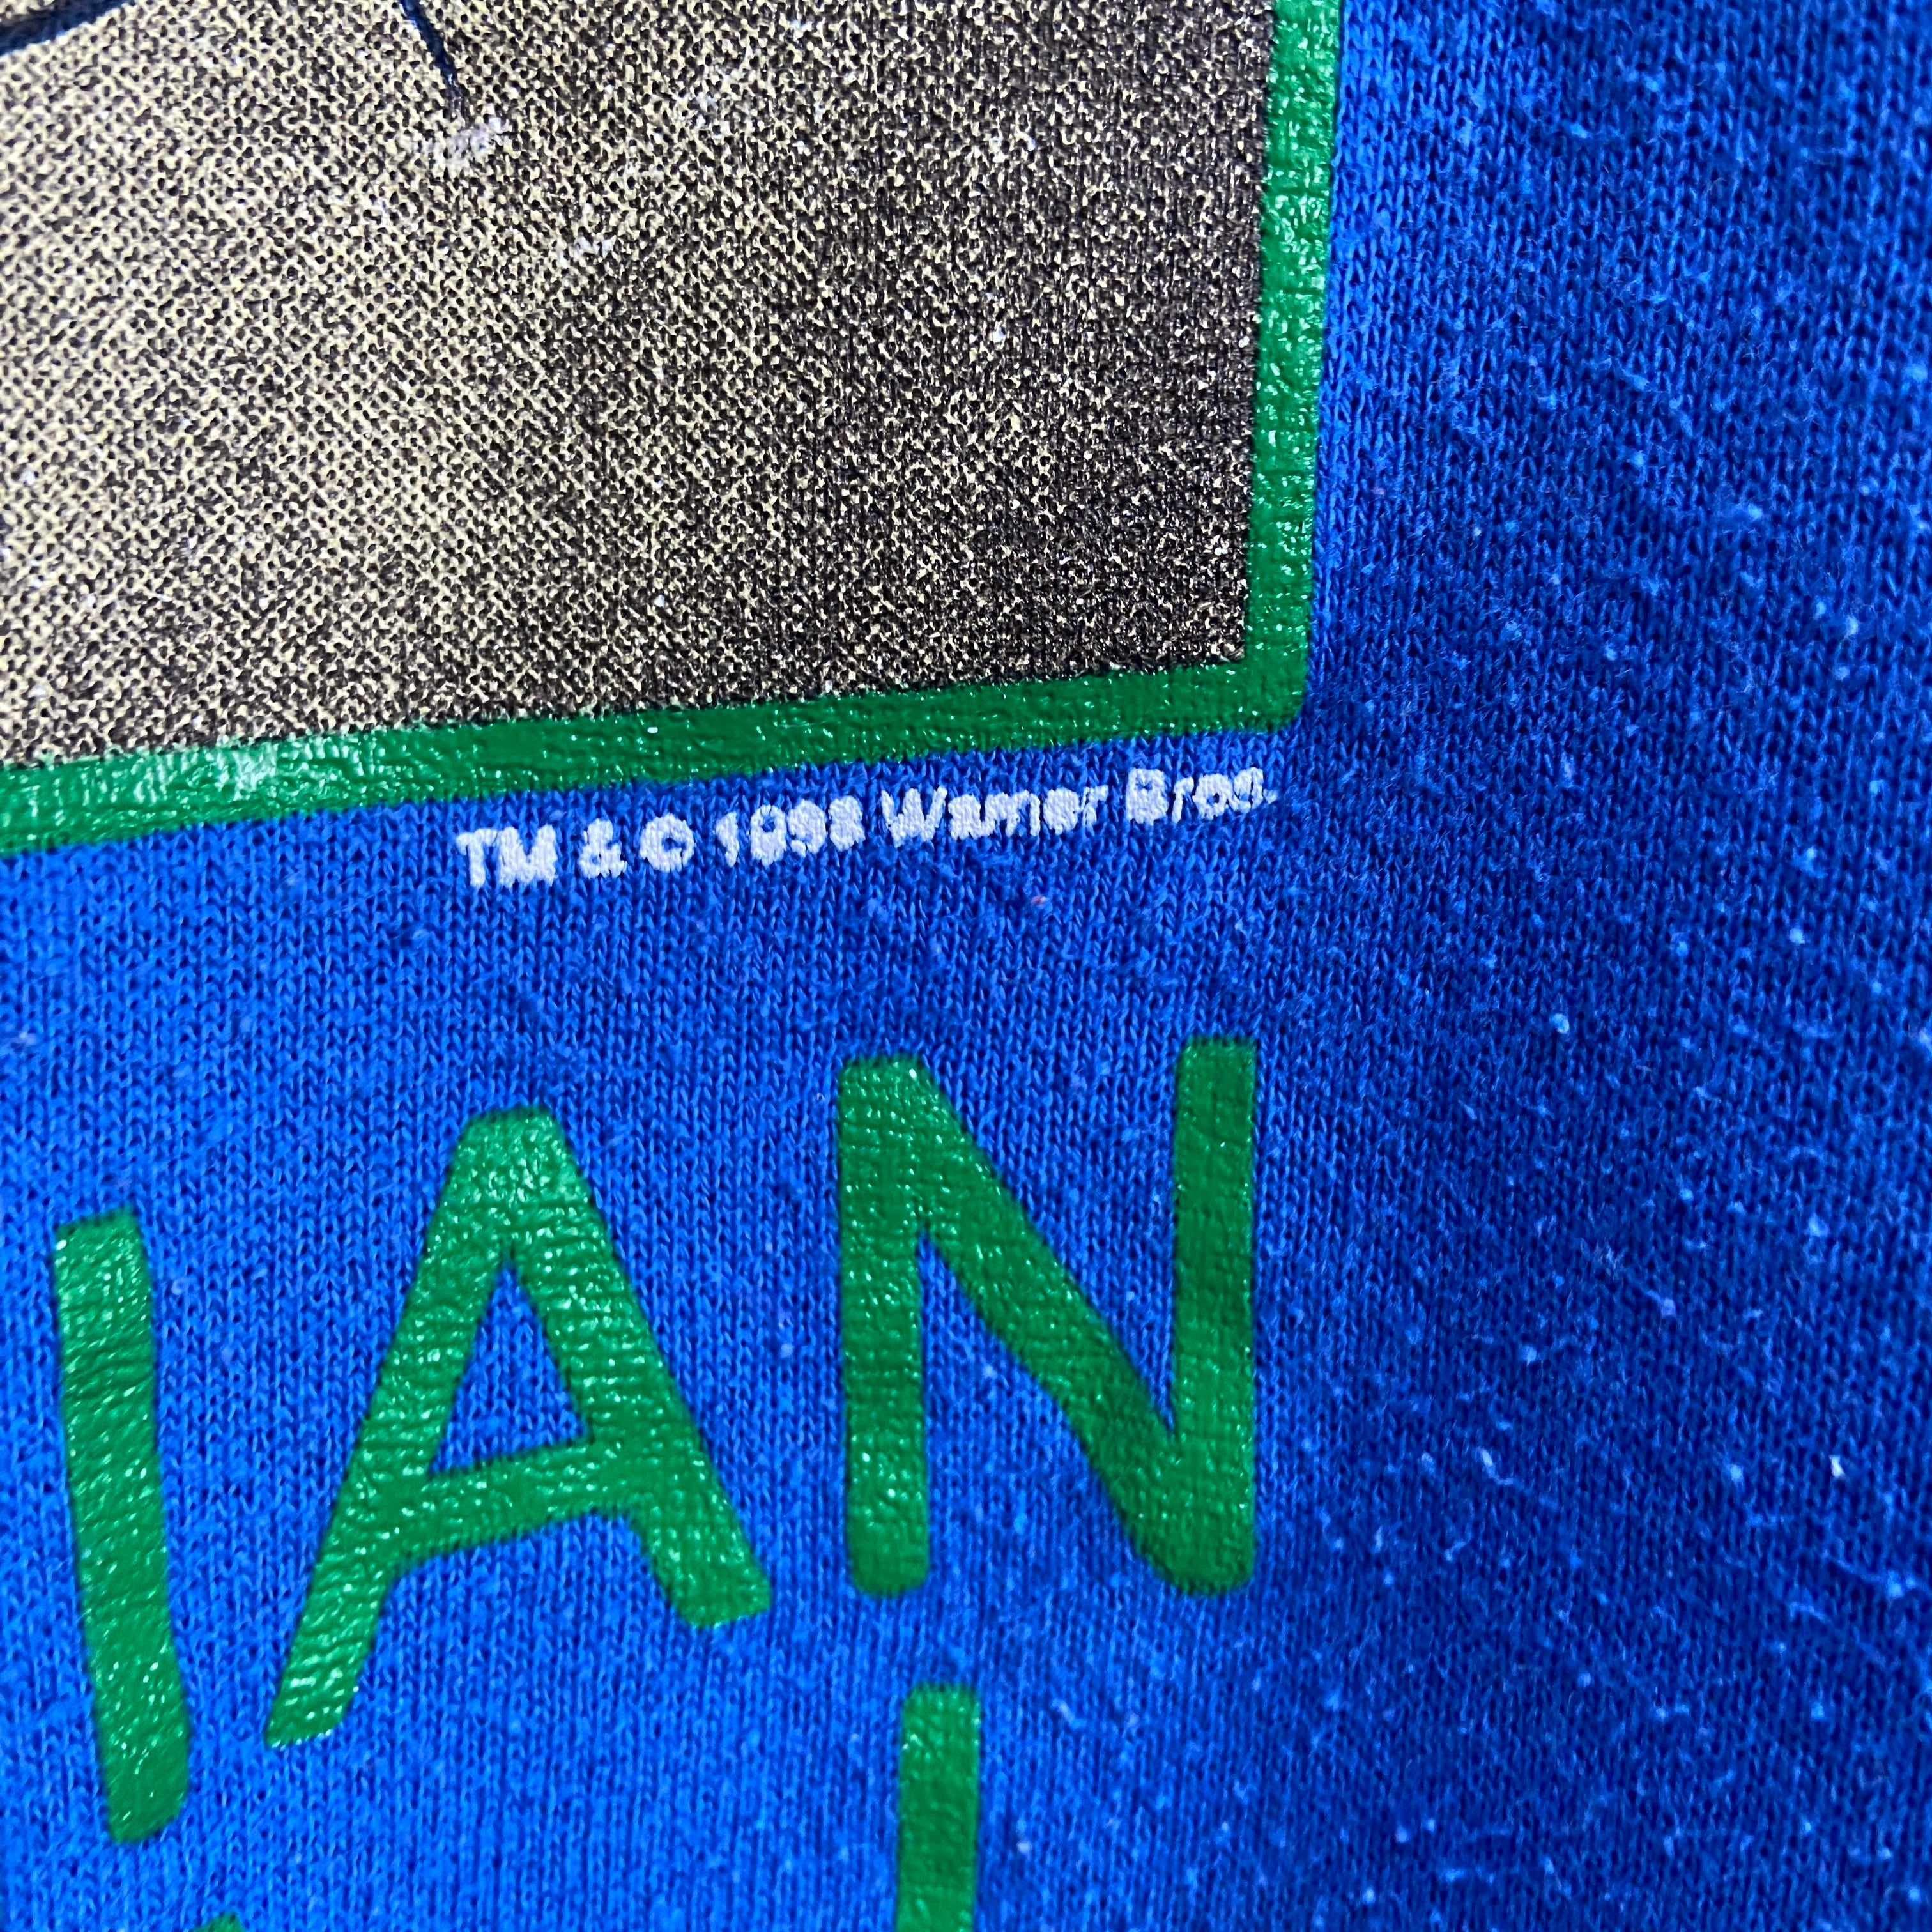 TM & © 1998 Warner Bros.
IAN